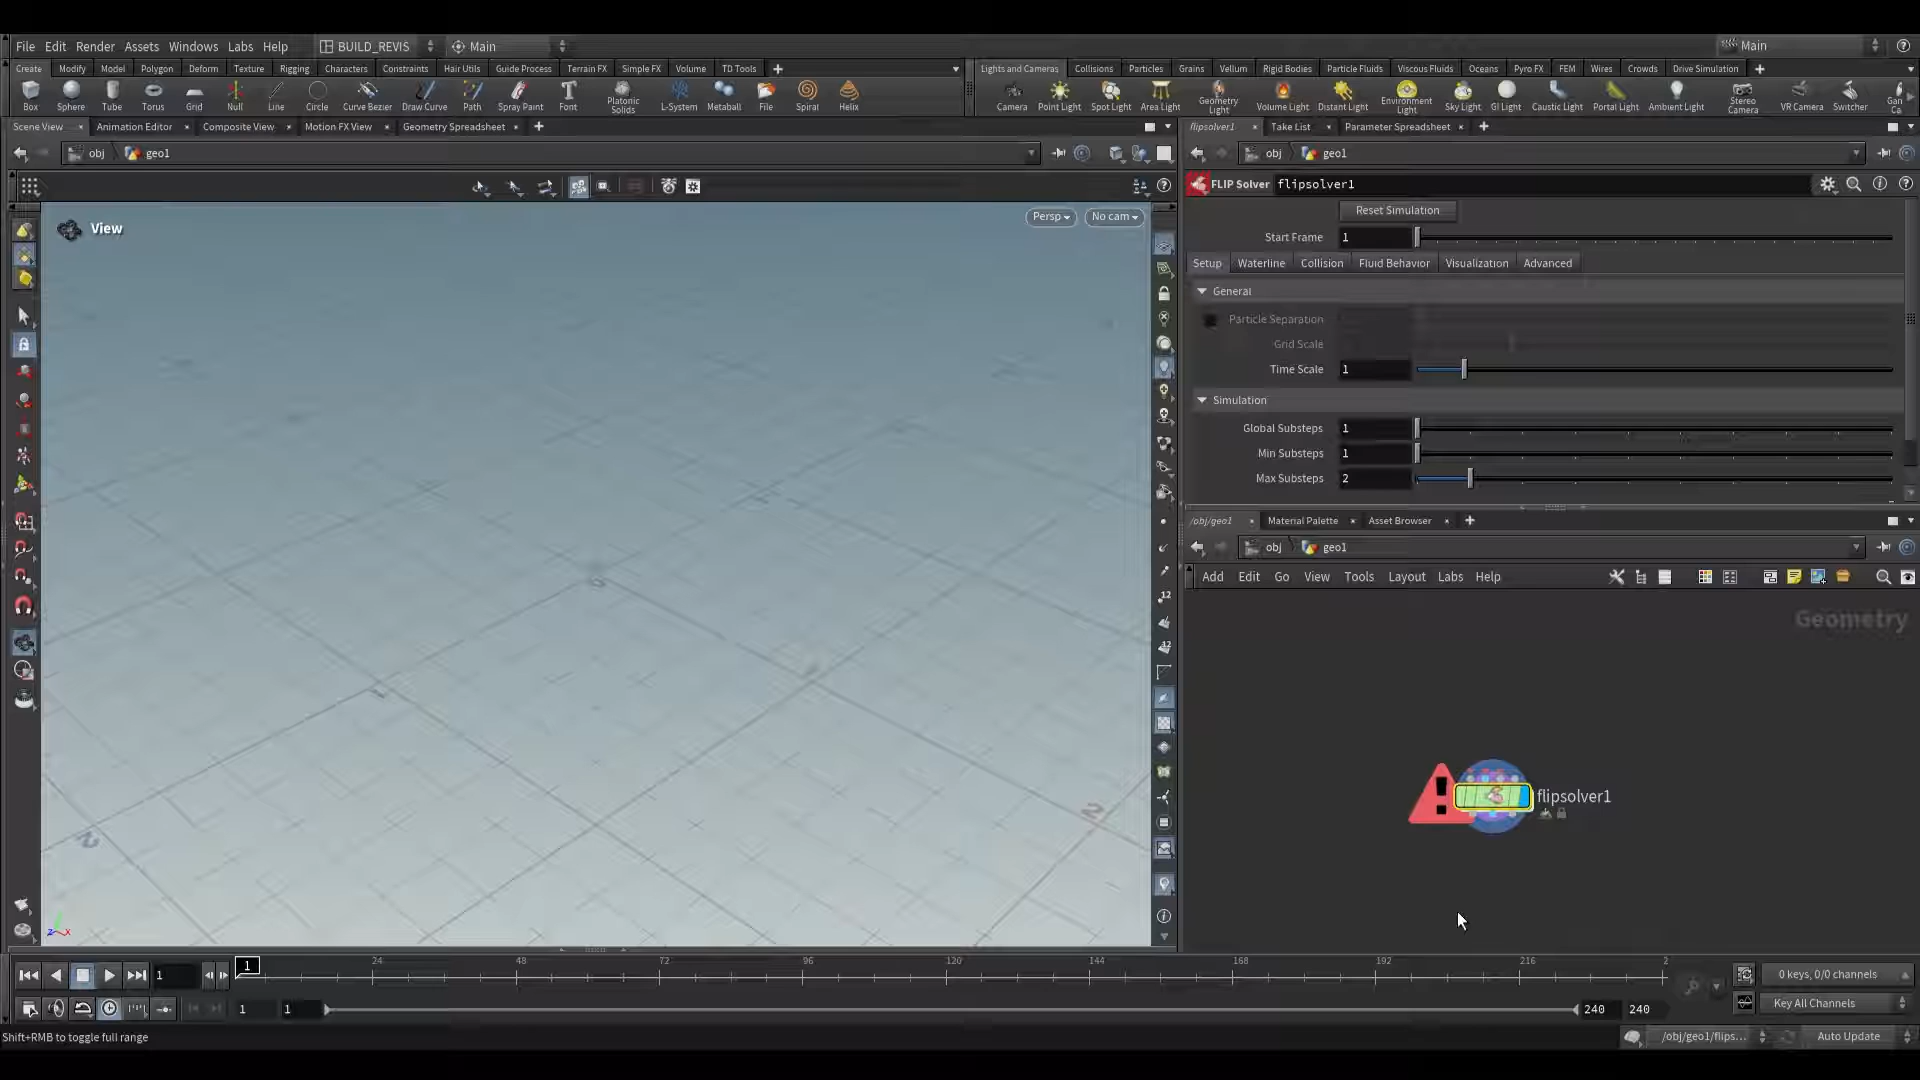 File Edit Render Assets Windows Labs Help BUILD_REVIS Main Main
Create Modify Model Polygon Deform Texture Rigging Characters Constraints Hair Utils Guide Process Terrain FX Simple FX Volume TD Tools
Lights and Cameras Collisions Particles Grains Vellum Rigid Bodies Particle Fluids Viscous Fluids Oceans Pyro FX FEM Wires Crowds Drive Simulation
Box Sphere Tube Torus Grid Null Line Circle Curve Bezier Draw Curve Path Spray Paint Font Platonic Solids L-System Metaball File Spiral Helix
Camera Point Light Spot Light Area Light Geometry Light Volume Light Distant Light Environment Light Sky Light GI Light Caustic Light Portal Light Ambient Light Stereo Camera VR Camera Switcher
Scene View Animation Editor Composite View Motion FX View Geometry Spreadsheet
flipsolver1 Take List Parameter Spreadsheet
obj geo1
obj geo1
FLIP Solver flipsolver1
View Persp No cam
Reset Simulation
Start Frame 1
Setup Waterline Collision Fluid Behavior Visualization Advanced
General
Particle Separation
Grid Scale
Time Scale 1
Simulation
Global Substeps 1
Min Substeps 1
Max Substeps 2
/obj/geo1 Material Palette Asset Browser
obj geo1
Add Edit Go View Tools Layout Labs Help
Geometry
flipsolver1
1 1 24 48 72 96 120 144 168 192 216 2
0 keys, 0/0 channels
1 1 240 240
Key All Channels
Shift+RMB to toggle full range
/obj/geo1/flips... Auto Update